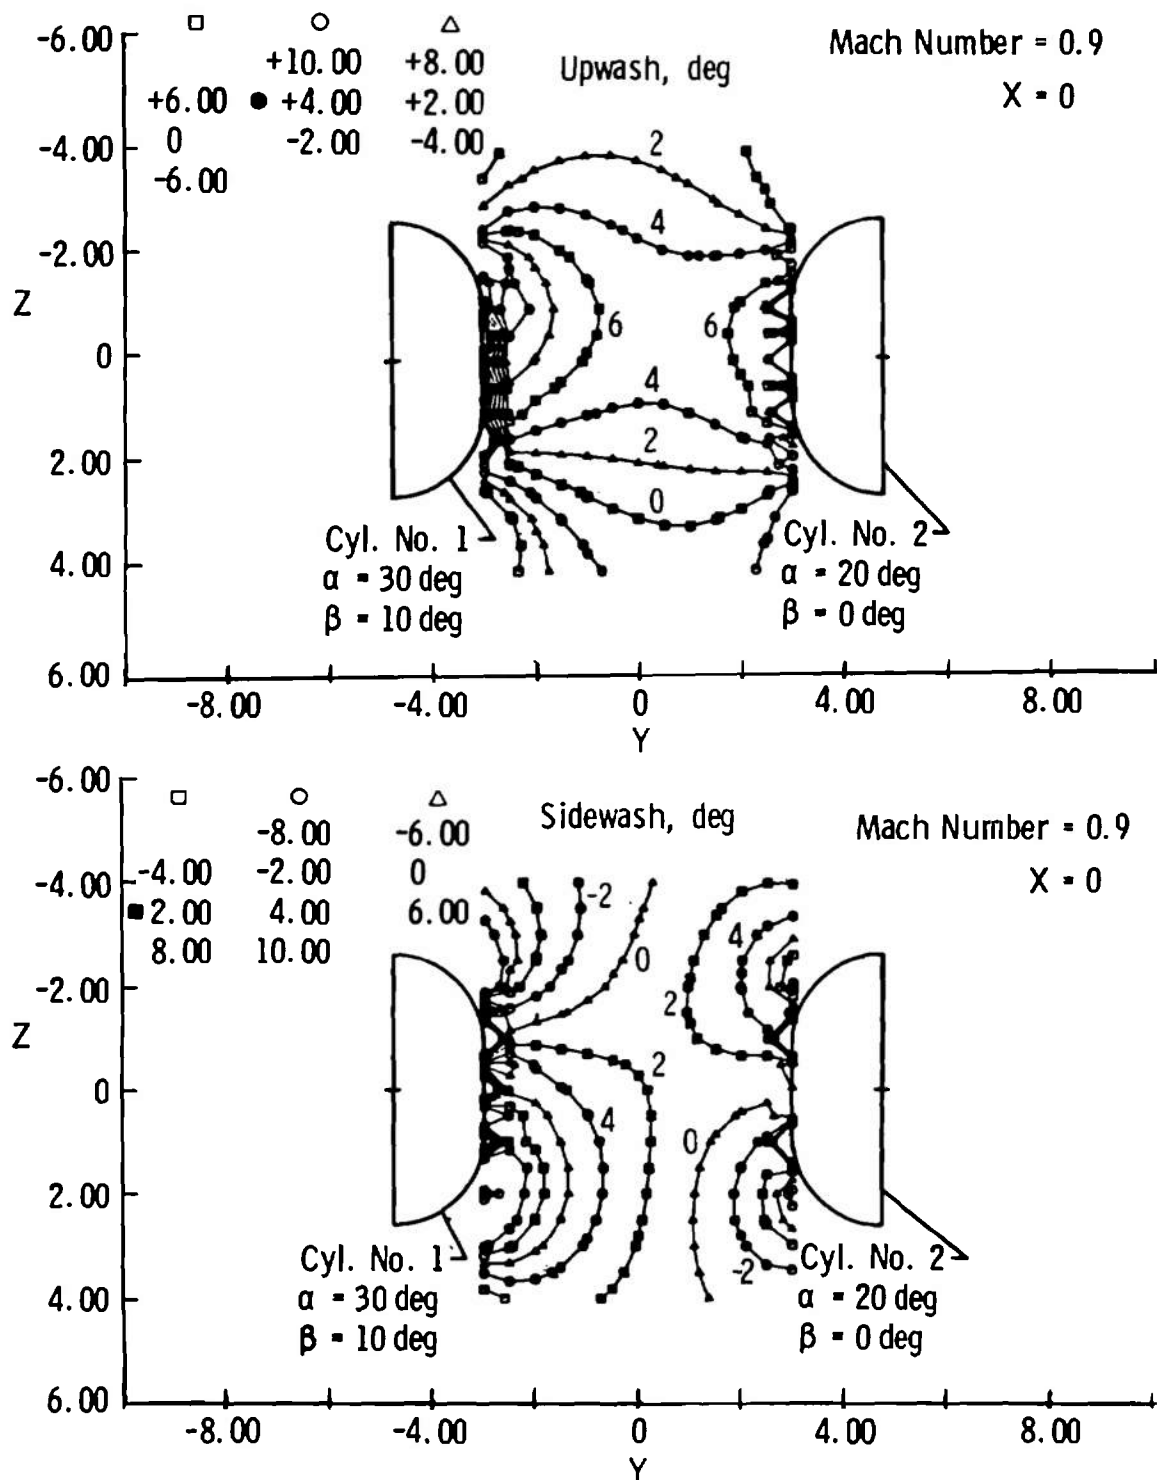 -6.00
+10.00 +8.00
Upwash, deg
Mach Number = 0.9
+6.00 +4.00 +2.00
X = 0
0 -2.00 -4.00
-6.00
-4.00
2
4
-2.00
Z
6 6
0
4
2
2.00
0
Cyl. No. 1
α = 30 deg
β = 10 deg
Cyl. No. 2
α = 20 deg
β = 0 deg
4.00
6.00
-8.00 -4.00 0 4.00 8.00
Y
-6.00
Sidewash, deg
Mach Number = 0.9
-8.00 -6.00
-4.00 -2.00 0
X = 0
2.00 4.00 6.00
8.00 10.00
-4.00
-2
4
0
-2.00
2
Z
2
0
4
0
2.00
-2
Cyl. No. 1
α = 30 deg
β = 10 deg
Cyl. No. 2
α = 20 deg
β = 0 deg
4.00
6.00
-8.00 -4.00 0 4.00 8.00
Y